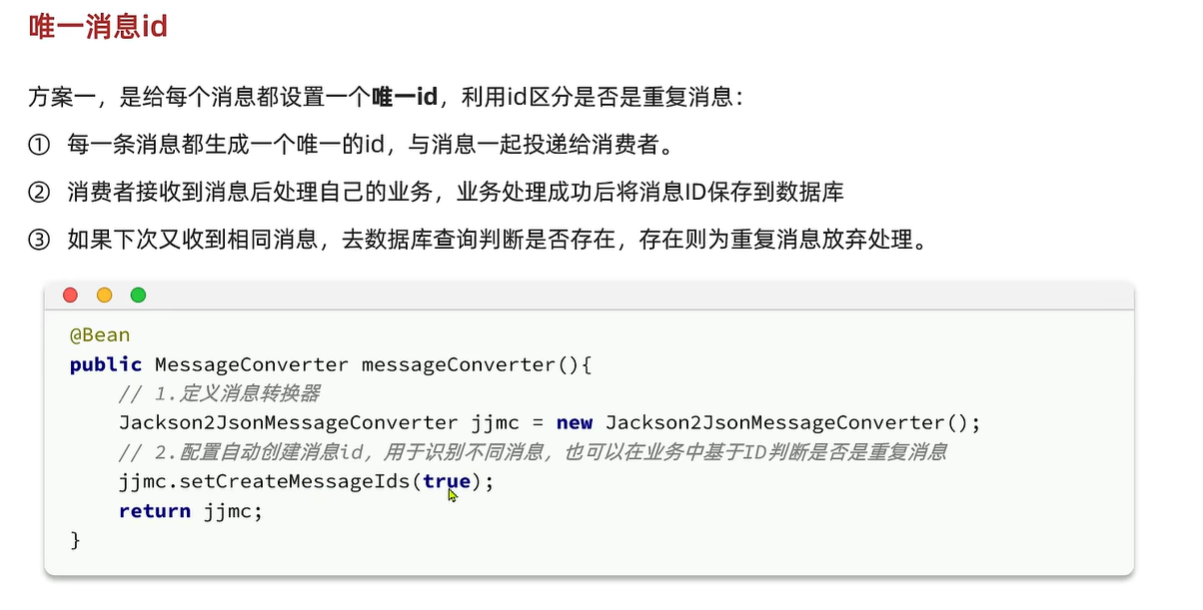 唯一消息id
方案一，是给每个消息都设置一个唯一id，利用id区分是否是重复消息：
① 每一条消息都生成一个唯一的id，与消息一起投递给消费者。
② 消费者接收到消息后处理自己的业务，业务处理成功后将消息ID保存到数据库
③ 如果下次又收到相同消息，去数据库查询判断是否存在，存在则为重复消息放弃处理。
@Bean
public MessageConverter messageConverter(){
    // 1.定义消息转换器
    Jackson2JsonMessageConverter jjmc = new Jackson2JsonMessageConverter();
    // 2.配置自动创建消息id，用于识别不同消息，也可以在业务中基于ID判断是否是重复消息
    jjmc.setCreateMessageIds(true);
    return jjmc;
}